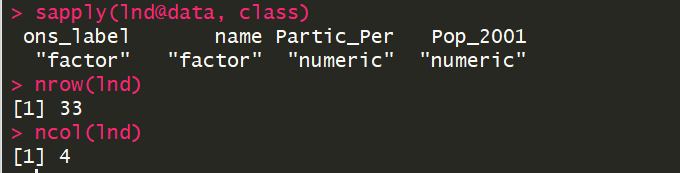 > sapply(lnd@data, class)
ons_label name Partic_Per Pop_2001
"factor" "factor" "numeric" "numeric"
> nrow(lnd)
[1] 33
> ncol(lnd)
[1] 4